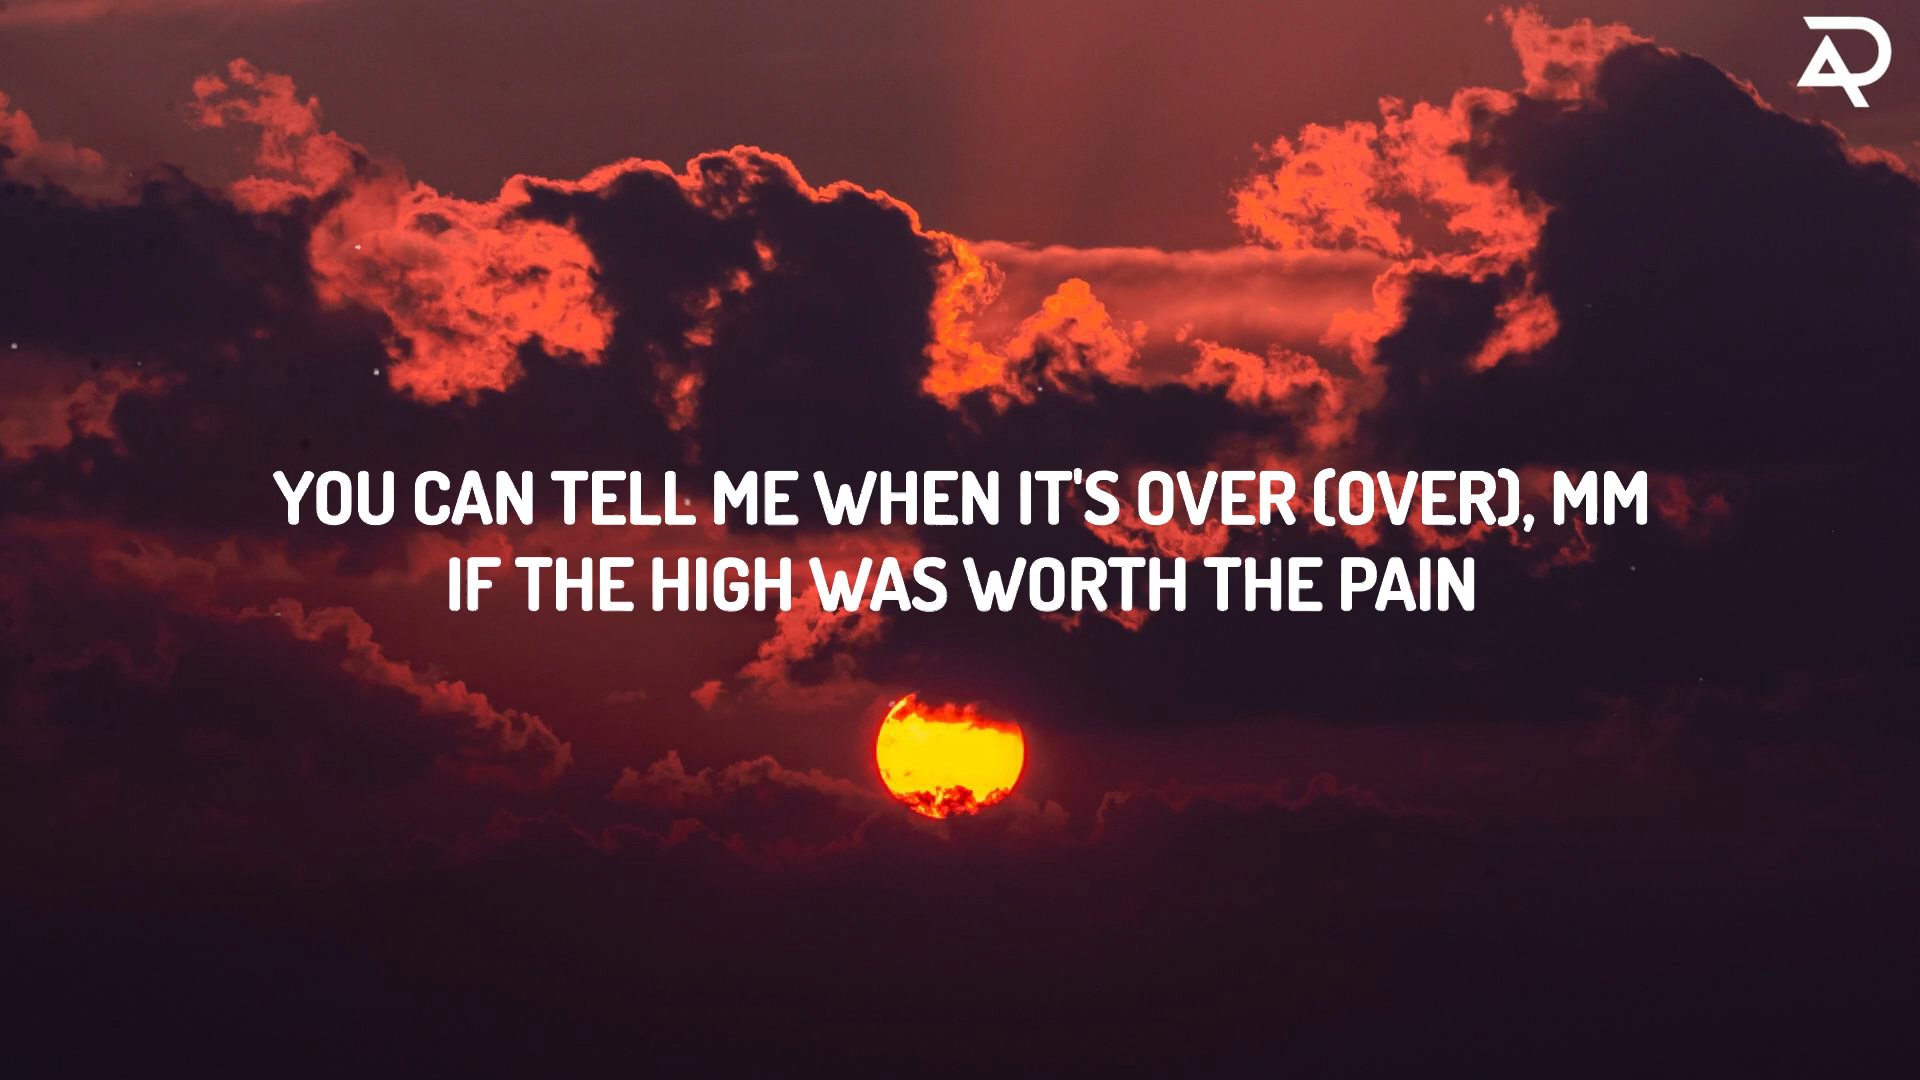 YOU CAN TELL ME WHEN IT'S OVER (OVER), MM
IF THE HIGH WAS WORTH THE PAIN